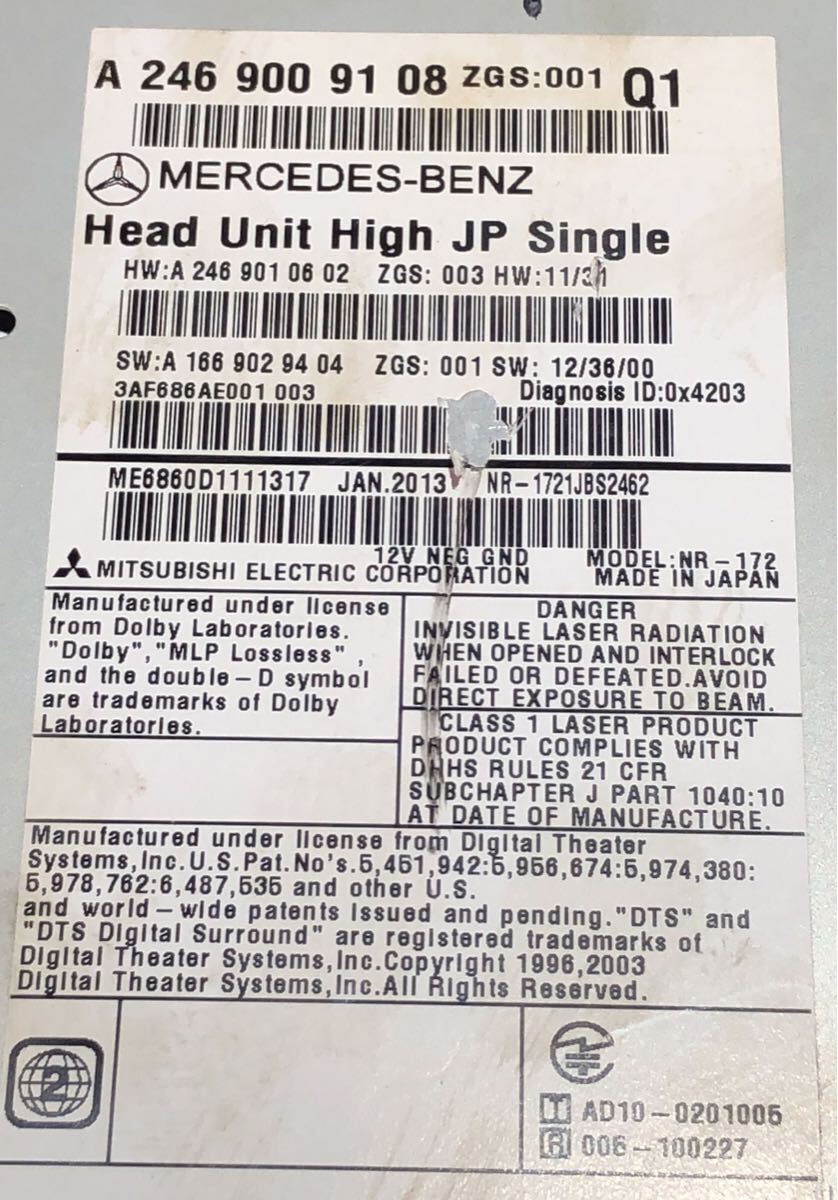 A 246 900 91 08 ZGS:001 Q1
MERCEDES-BENZ
Head Unit High JP Single
HW:A 246 901 06 02 ZGS: 003 HW:11/31
SW:A 166 902 94 04 ZGS: 001 SW: 12/36/00
3AF686AE001 003 Diagnosis ID:0x4203
ME6860D1111317 JAN.2013 NR-1721JBS2462
12V NEG GND MODEL:NR-172
MITSUBISHI ELECTRIC CORPORATION MADE IN JAPAN
Manufactured under license
from Dolby Laboratories.
"Dolby","MLP Lossless" ,
and the double-D symbol
are trademarks of Dolby
Laboratories.
DANGER
INVISIBLE LASER RADIATION
WHEN OPENED AND INTERLOCK
FAILED OR DEFEATED.AVOID
DIRECT EXPOSURE TO BEAM.
CLASS 1 LASER PRODUCT
PRODUCT COMPLIES WITH
DHHS RULES 21 CFR
SUBCHAPTER J PART 1040:10
AT DATE OF MANUFACTURE.
Manufactured under license from Digital Theater
Systems,Inc.U.S.Pat.No's.5,451,942:5,956,674:5,974,380:
5,978,762:6,487,535 and other U.S.
and world-wide patents issued and pending."DTS" and
"DTS Digital Surround" are registered trademarks of
Digital Theater Systems,Inc.Copyright 1996,2003
Digital Theater Systems,Inc.All Rights Reserved.
2
T AD10-0201005
R 006-100227